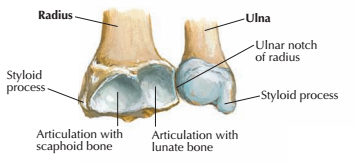 Radius
Ulna
Ulnar notch
of radius
Styloid
process
Styloid process
Articulation with
scaphoid bone
Articulation with
lunate bone